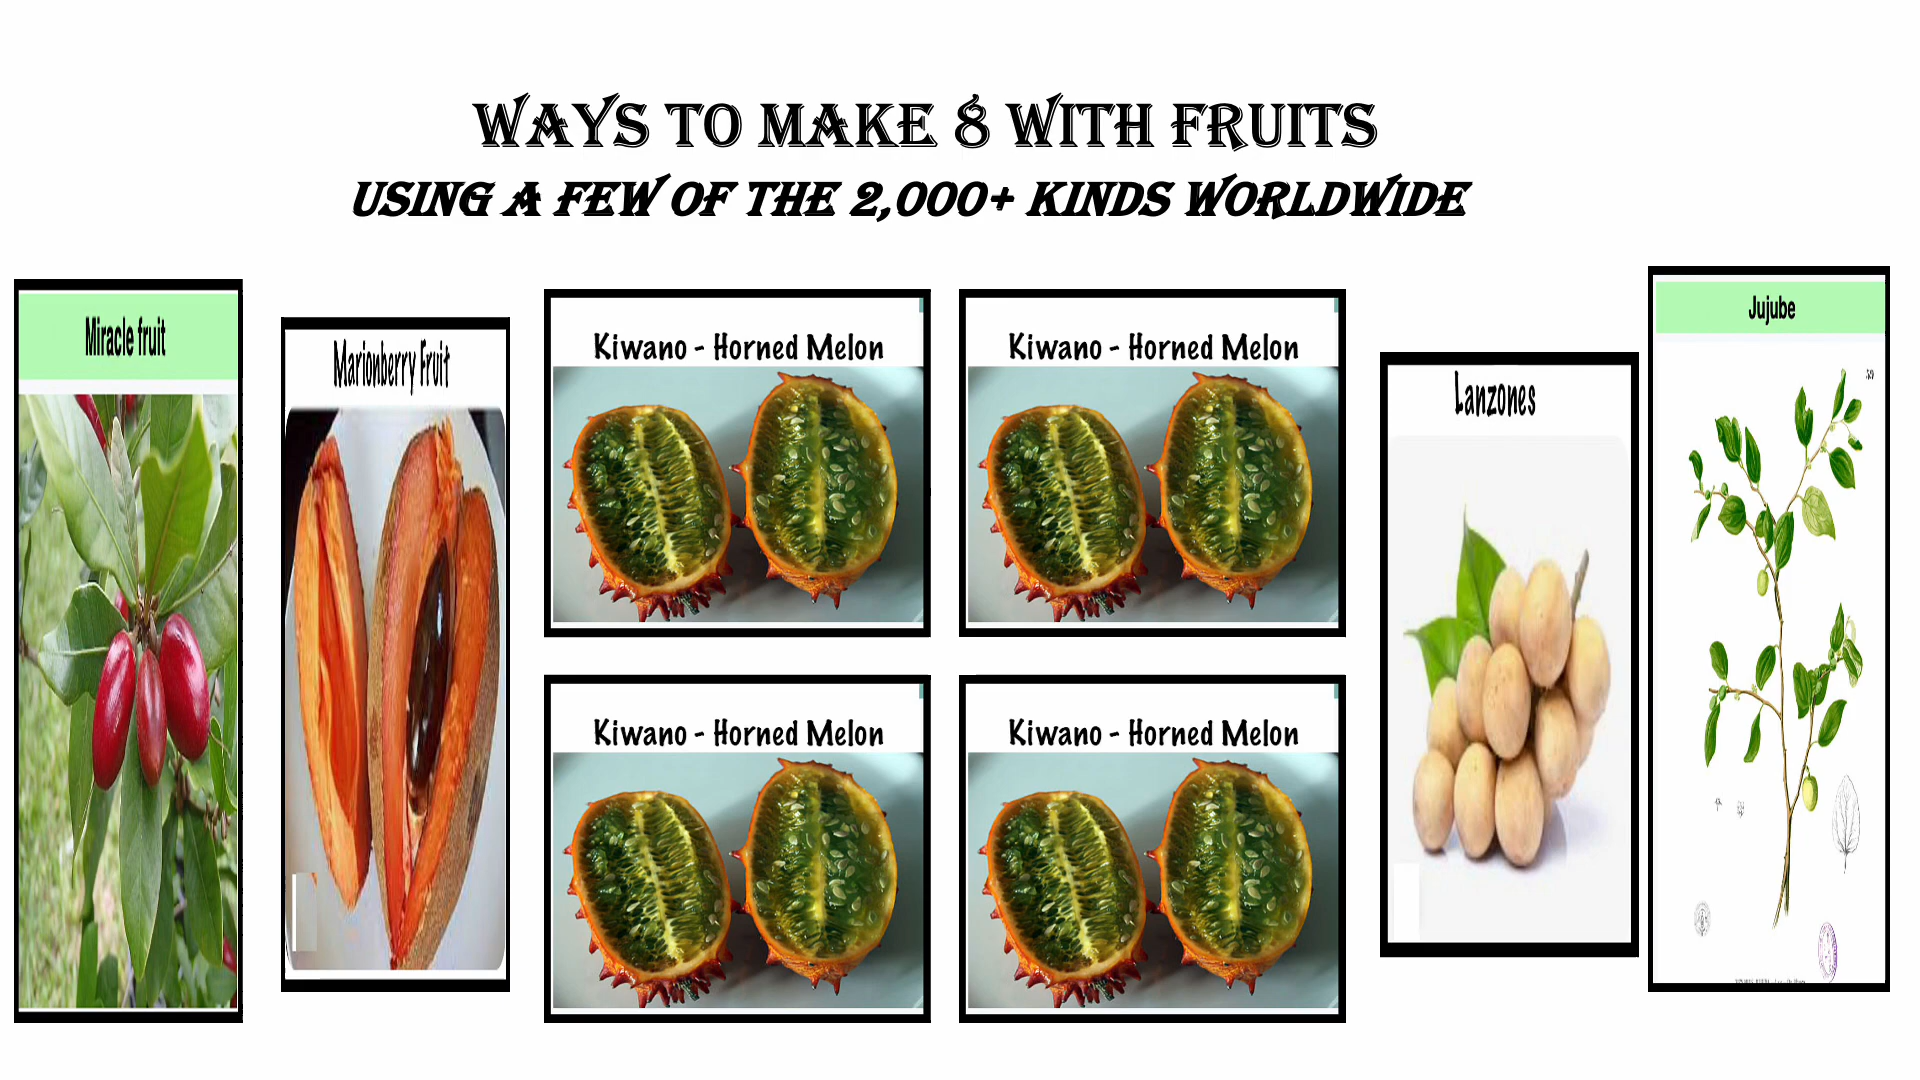 WAYS TO MAKE 8 WITH FRUITS
USING A FEW OF THE 2,000+ KINDS WORLDWIDE
Miracle fruit
Marionberry Fruit
Kiwano - Horned Melon
Kiwano - Horned Melon
Kiwano - Horned Melon
Kiwano - Horned Melon
Lanzones
Jujube